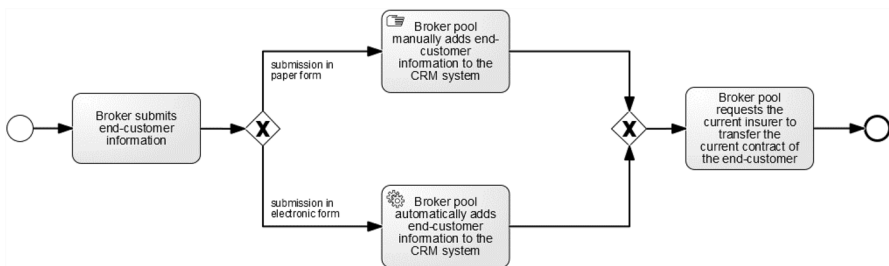 Broker submits
end-customer
information
submission in
paper form
Broker pool
manually adds end-
customer
information to the
CRM system
submission in
electronic form
Broker pool
automatically adds
end-customer
information to the
CRM system
Broker pool
requests the
current insurer to
transfer the
current contract of
the end-customer